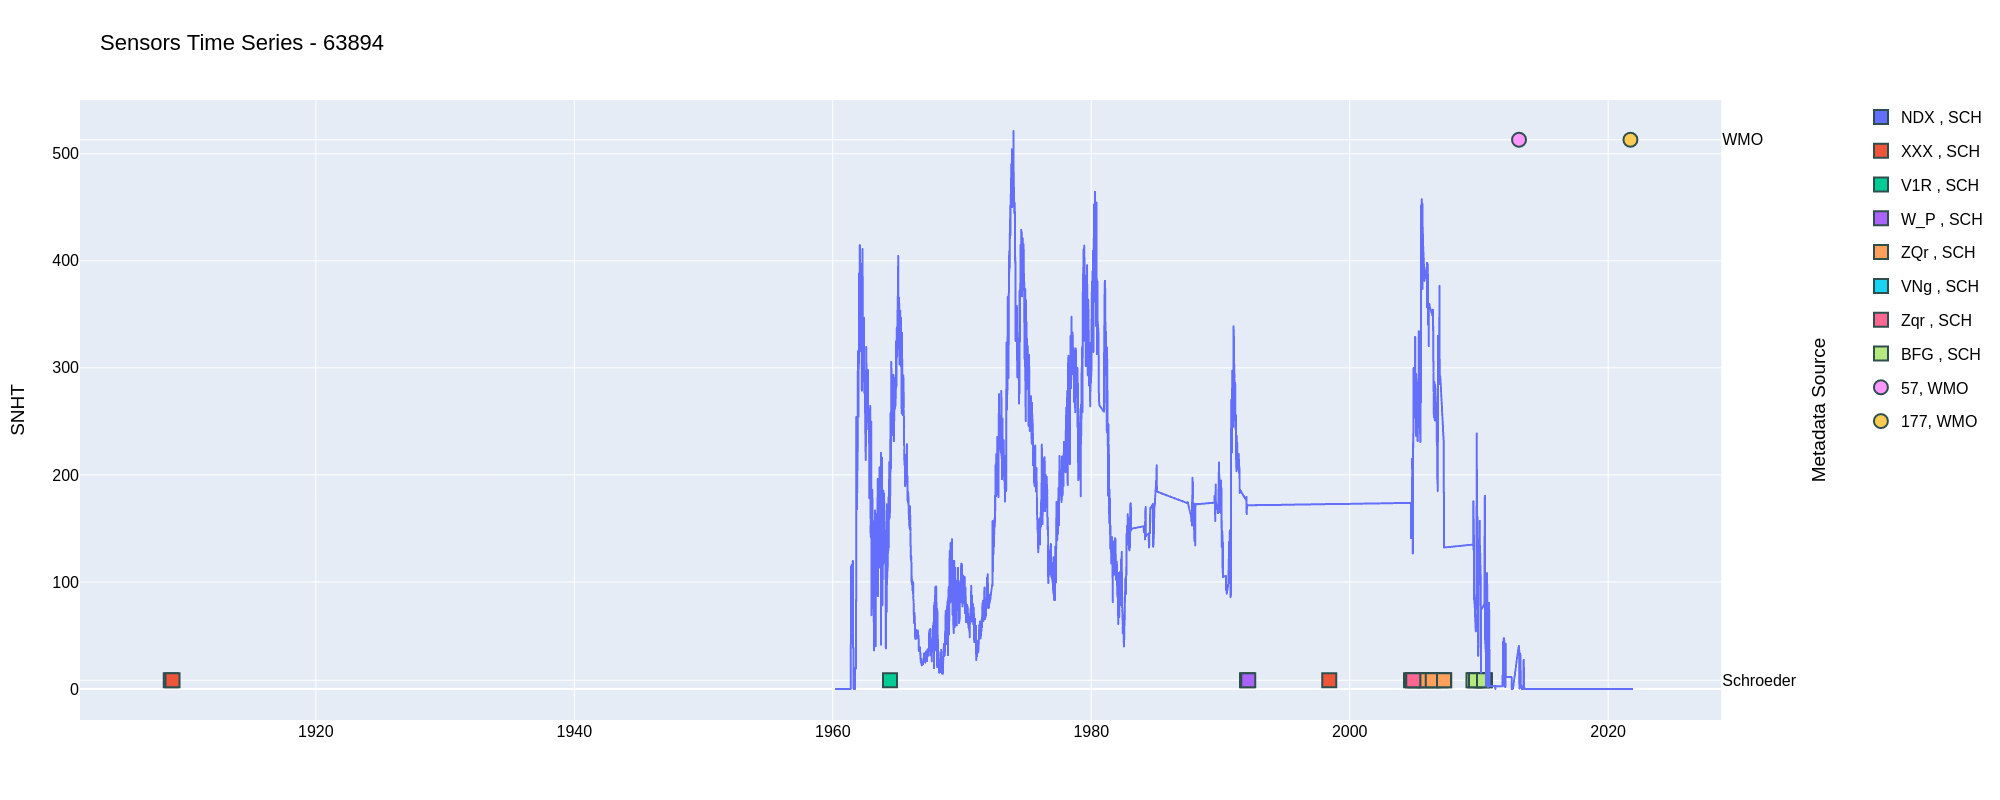 Sensors Time Series - 63894
SNHT
500
400
300
200
100
0
1920
1940
1960
1980
2000
2020
WMO
Schroeder
Metadata Source
NDX , SCH
XXX , SCH
V1R , SCH
W_P , SCH
ZQr , SCH
VNg , SCH
Zqr , SCH
BFG , SCH
57, WMO
177, WMO